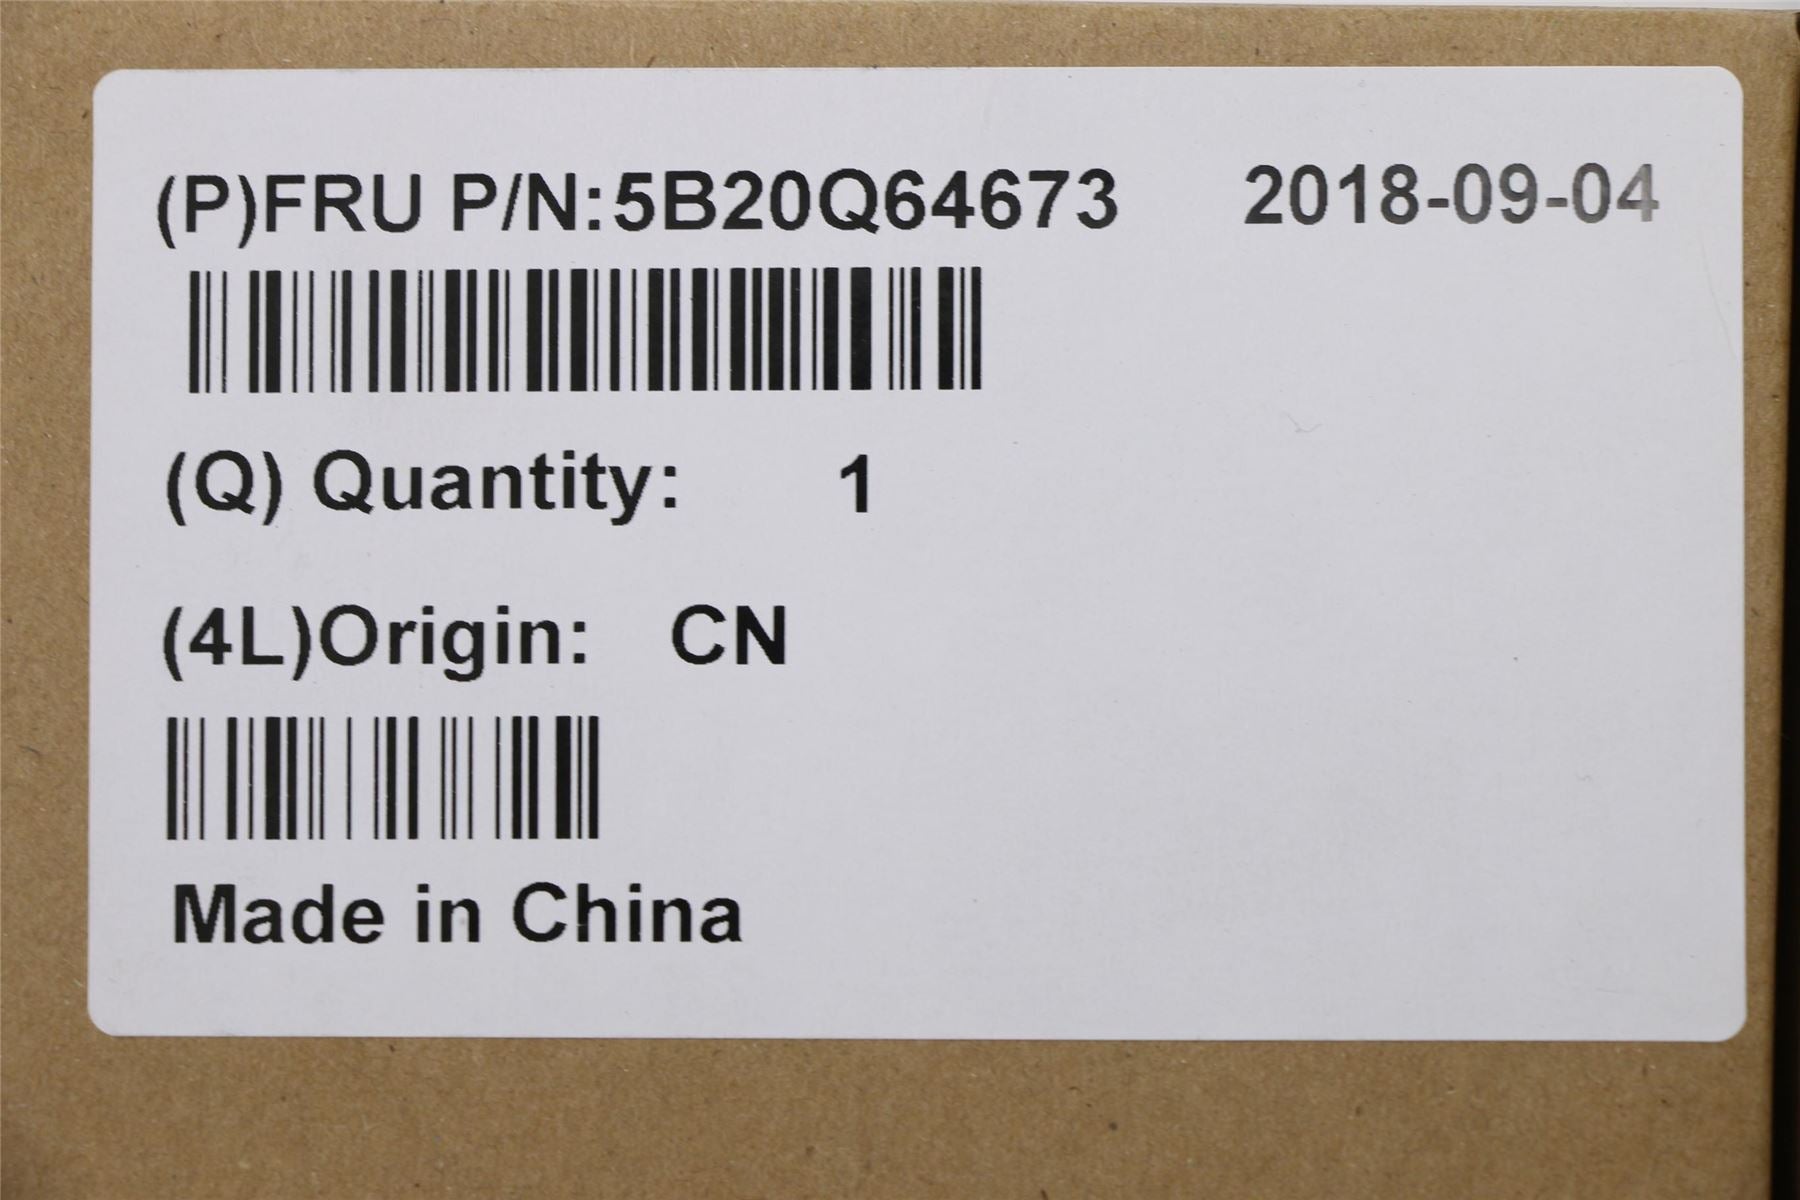 (P)FRU P/N:5B20Q64673 2018-09-04
(Q) Quantity: 1
(4L)Origin: CN
Made in China